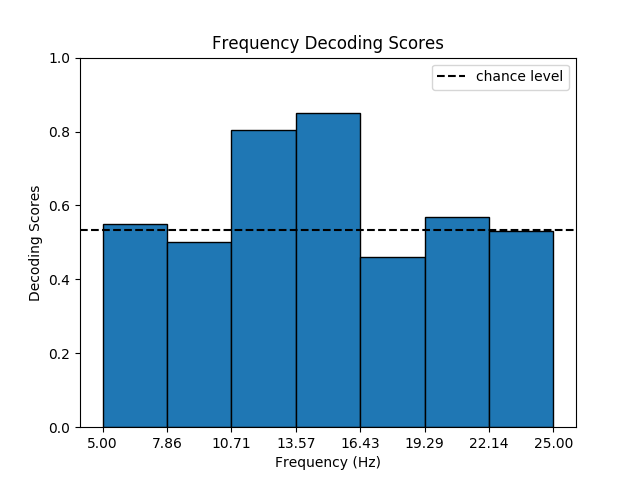 Frequency Decoding Scores
chance level
1.0
0.8
0.6
0.4
0.2
0.0
Decoding Scores
5.00 7.86 10.71 13.57 16.43 19.29 22.14 25.00
Frequency (Hz)